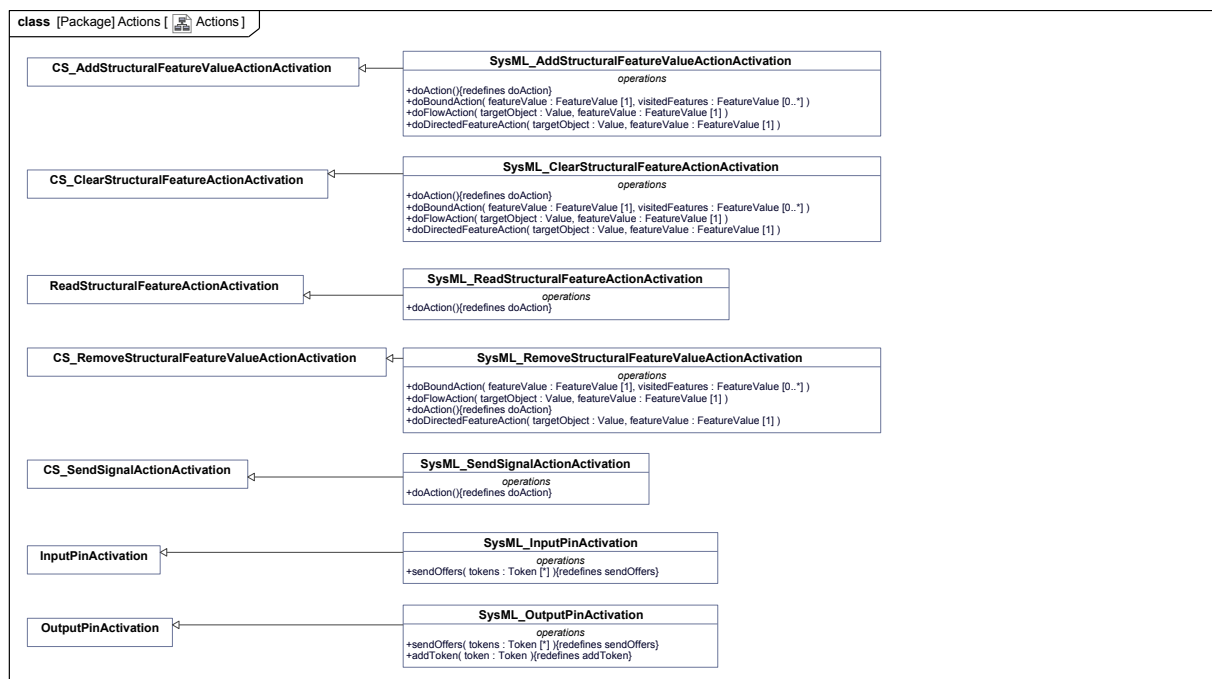 class [Package] Actions [ Actions ]
CS_AddStructuralFeatureValueActionActivation
SysML_AddStructuralFeatureValueActionActivation
operations
+doAction(){redefines doAction}
+doBoundAction( featureValue : FeatureValue [1], visitedFeatures : FeatureValue [0..*] )
+doFlowAction( targetObject : Value, featureValue : FeatureValue [1] )
+doDirectedFeatureAction( targetObject : Value, featureValue : FeatureValue [1] )
CS_ClearStructuralFeatureActionActivation
SysML_ClearStructuralFeatureActionActivation
operations
+doAction(){redefines doAction}
+doBoundAction( featureValue : FeatureValue [1], visitedFeatures : FeatureValue [0..*] )
+doFlowAction( targetObject : Value, featureValue : FeatureValue [1] )
+doDirectedFeatureAction( targetObject : Value, featureValue : FeatureValue [1] )
ReadStructuralFeatureActionActivation
SysML_ReadStructuralFeatureActionActivation
operations
+doAction(){redefines doAction}
CS_RemoveStructuralFeatureValueActionActivation
SysML_RemoveStructuralFeatureValueActionActivation
operations
+doBoundAction( featureValue : FeatureValue [1], visitedFeatures : FeatureValue [0..*] )
+doFlowAction( targetObject : Value, featureValue : FeatureValue [1] )
+doAction(){redefines doAction}
+doDirectedFeatureAction( targetObject : Value, featureValue : FeatureValue [1] )
CS_SendSignalActionActivation
SysML_SendSignalActionActivation
operations
+doAction(){redefines doAction}
InputPinActivation
SysML_InputPinActivation
operations
+sendOffers( tokens : Token [*] ){redefines sendOffers}
OutputPinActivation
SysML_OutputPinActivation
operations
+sendOffers( tokens : Token [*] ){redefines sendOffers}
+addToken( token : Token ){redefines addToken}